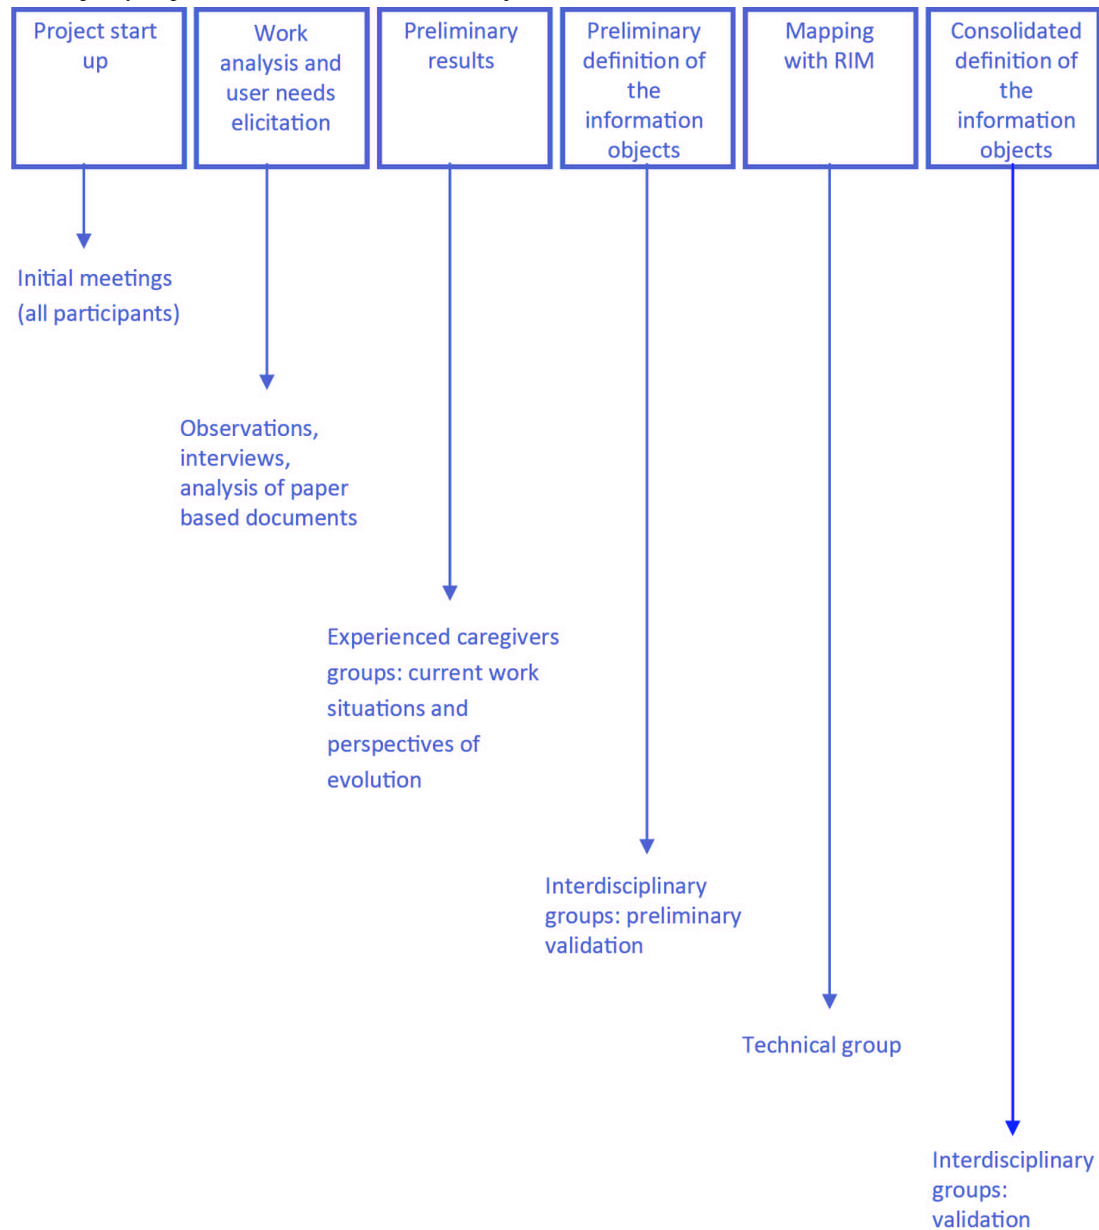 Project start
up
Work
analysis and
user needs
elicitation
Preliminary
results
Preliminary
definition of
the
information
objects
Mapping
with RIM
Consolidated
definition of
the
information
objects
Initial meetings
(all participants)
Observations,
interviews,
analysis of paper
based documents
Experienced caregivers
groups: current work
situations and
perspectives of
evolution
Interdisciplinary
groups: preliminary
validation
Technical group
Interdisciplinary
groups:
validation